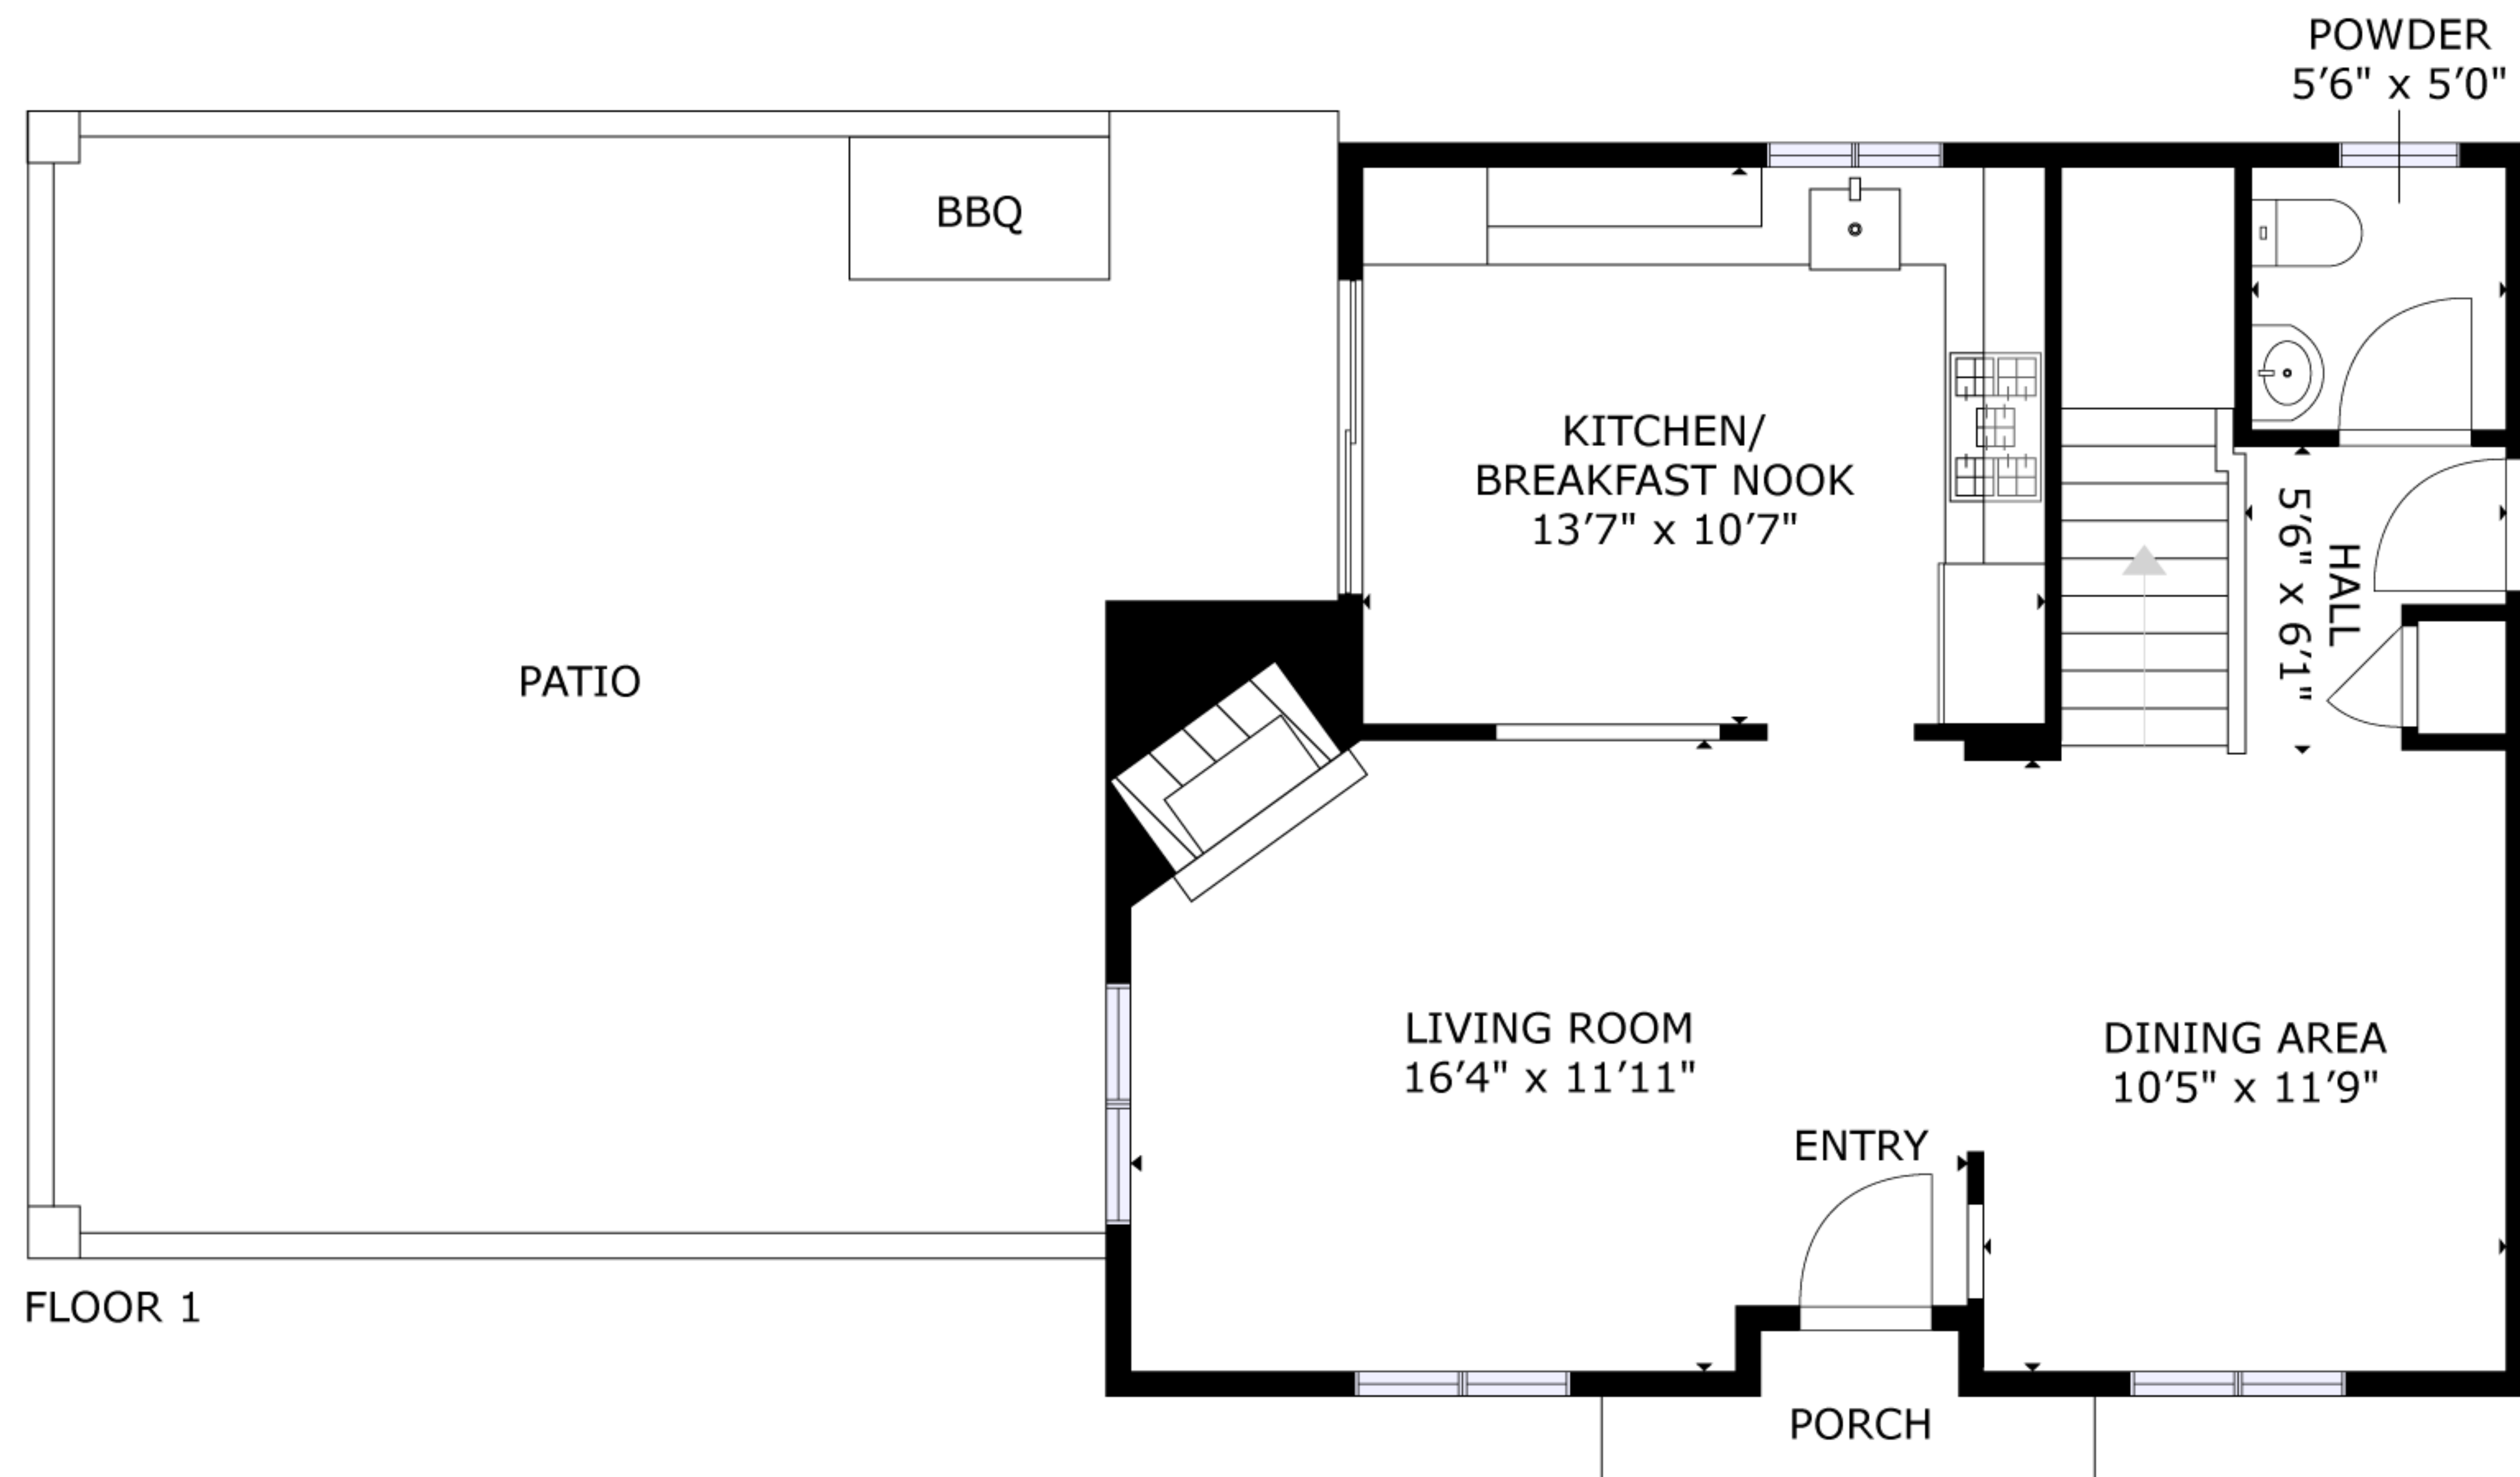 POWDER
5'6" x 5'0"
BBQ
KITCHEN/
BREAKFAST NOOK
13'7" x 10'7"
HALL
5'6" x 6'1"
PATIO
LIVING ROOM
16'4" x 11'11"
DINING AREA
10'5" x 11'9"
ENTRY
FLOOR 1
PORCH